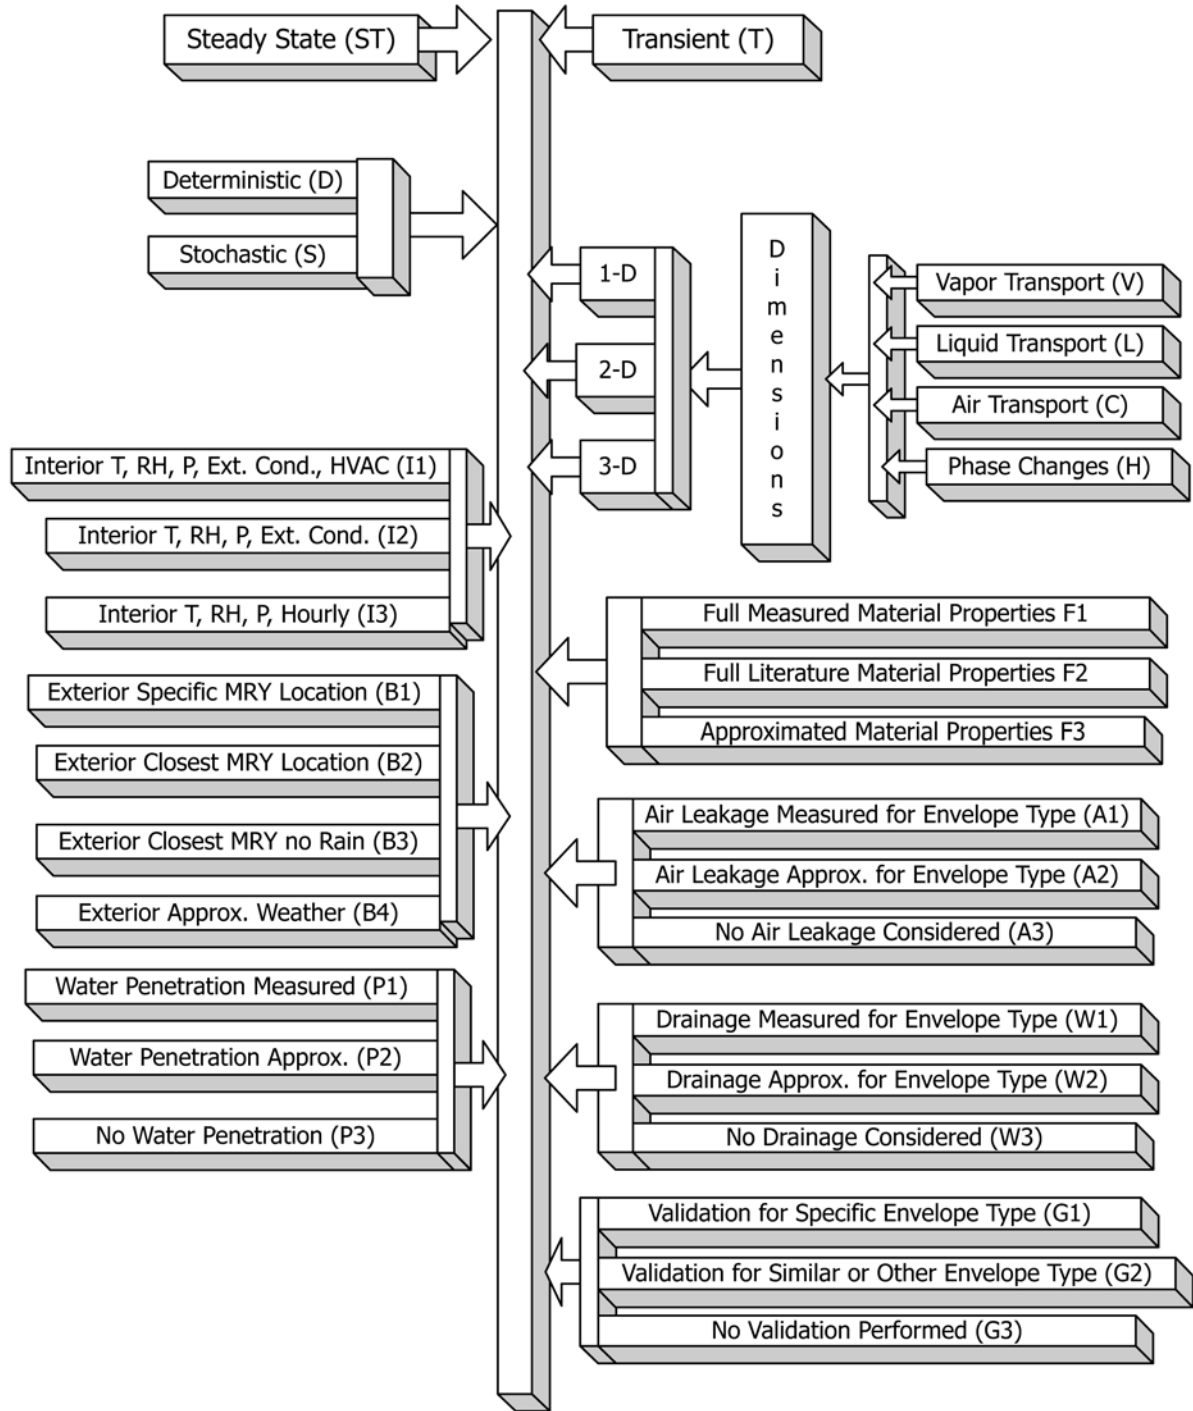 Steady State (ST)
Transient (T)
Deterministic (D)
Stochastic (S)
1-D
2-D
3-D
Dimensions
Vapor Transport (V)
Liquid Transport (L)
Air Transport (C)
Phase Changes (H)
Interior T, RH, P, Ext. Cond., HVAC (I1)
Interior T, RH, P, Ext. Cond. (I2)
Interior T, RH, P, Hourly (I3)
Full Measured Material Properties F1
Full Literature Material Properties F2
Approximated Material Properties F3
Exterior Specific MRY Location (B1)
Exterior Closest MRY Location (B2)
Exterior Closest MRY no Rain (B3)
Exterior Approx. Weather (B4)
Air Leakage Measured for Envelope Type (A1)
Air Leakage Approx. for Envelope Type (A2)
No Air Leakage Considered (A3)
Water Penetration Measured (P1)
Water Penetration Approx. (P2)
No Water Penetration (P3)
Drainage Measured for Envelope Type (W1)
Drainage Approx. for Envelope Type (W2)
No Drainage Considered (W3)
Validation for Specific Envelope Type (G1)
Validation for Similar or Other Envelope Type (G2)
No Validation Performed (G3)